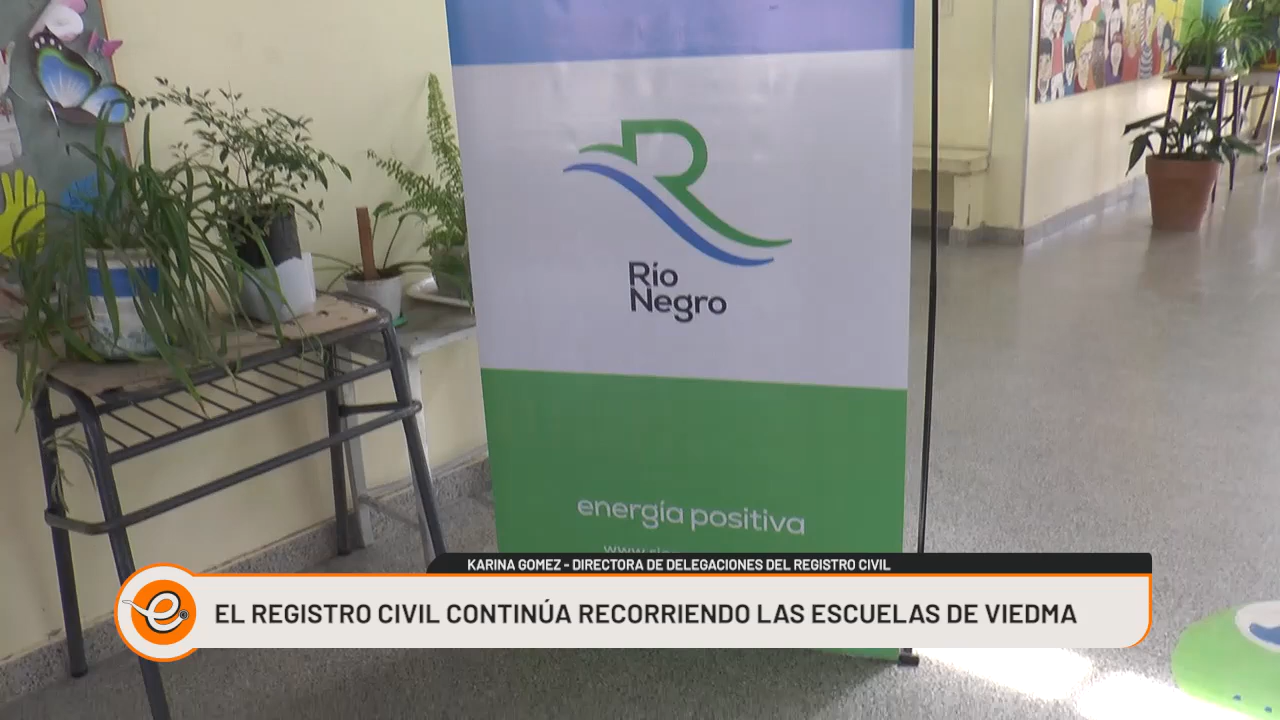 Río
Negro
energía positiva
KARINA GOMEZ - DIRECTORA DE DELEGACIONES DEL REGISTRO CIVIL
EL REGISTRO CIVIL CONTINÚA RECORRIENDO LAS ESCUELAS DE VIEDMA